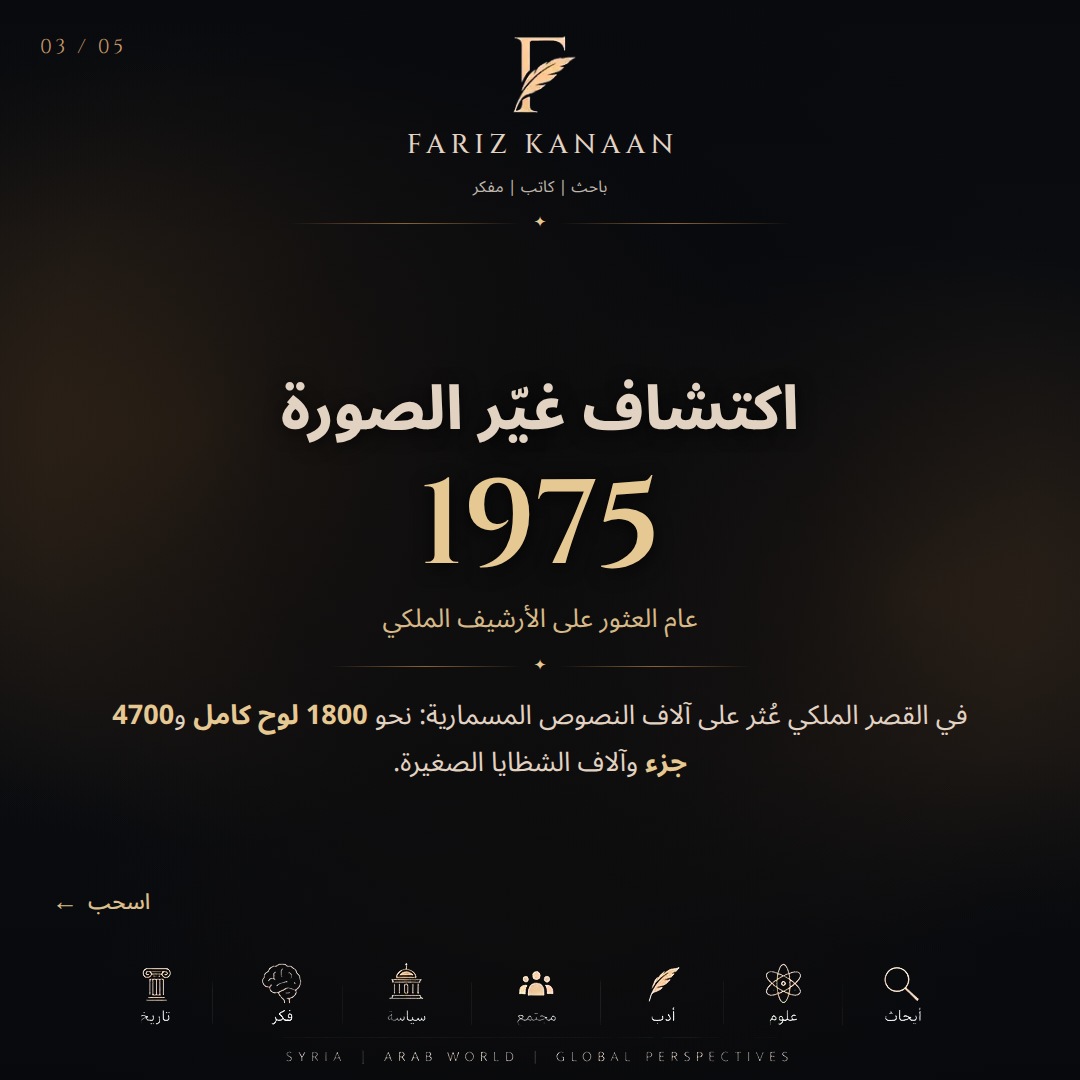 03 / 05
F
FARIZ KANAAN
باحث | كاتب | مفكر
اكتشاف غيّر الصورة
1975
عام العثور على الأرشيف الملكي
في القصر الملكي عُثر على آلاف النصوص المسمارية: نحو 1800 لوح كامل و4700
جزء وآلاف الشظايا الصغيرة.
اسحب ←
أبحاث
علوم
أدب
مجتمع
سياسة
فكر
تاريخ
SYRIA | ARAB WORLD | GLOBAL PERSPECTIVES